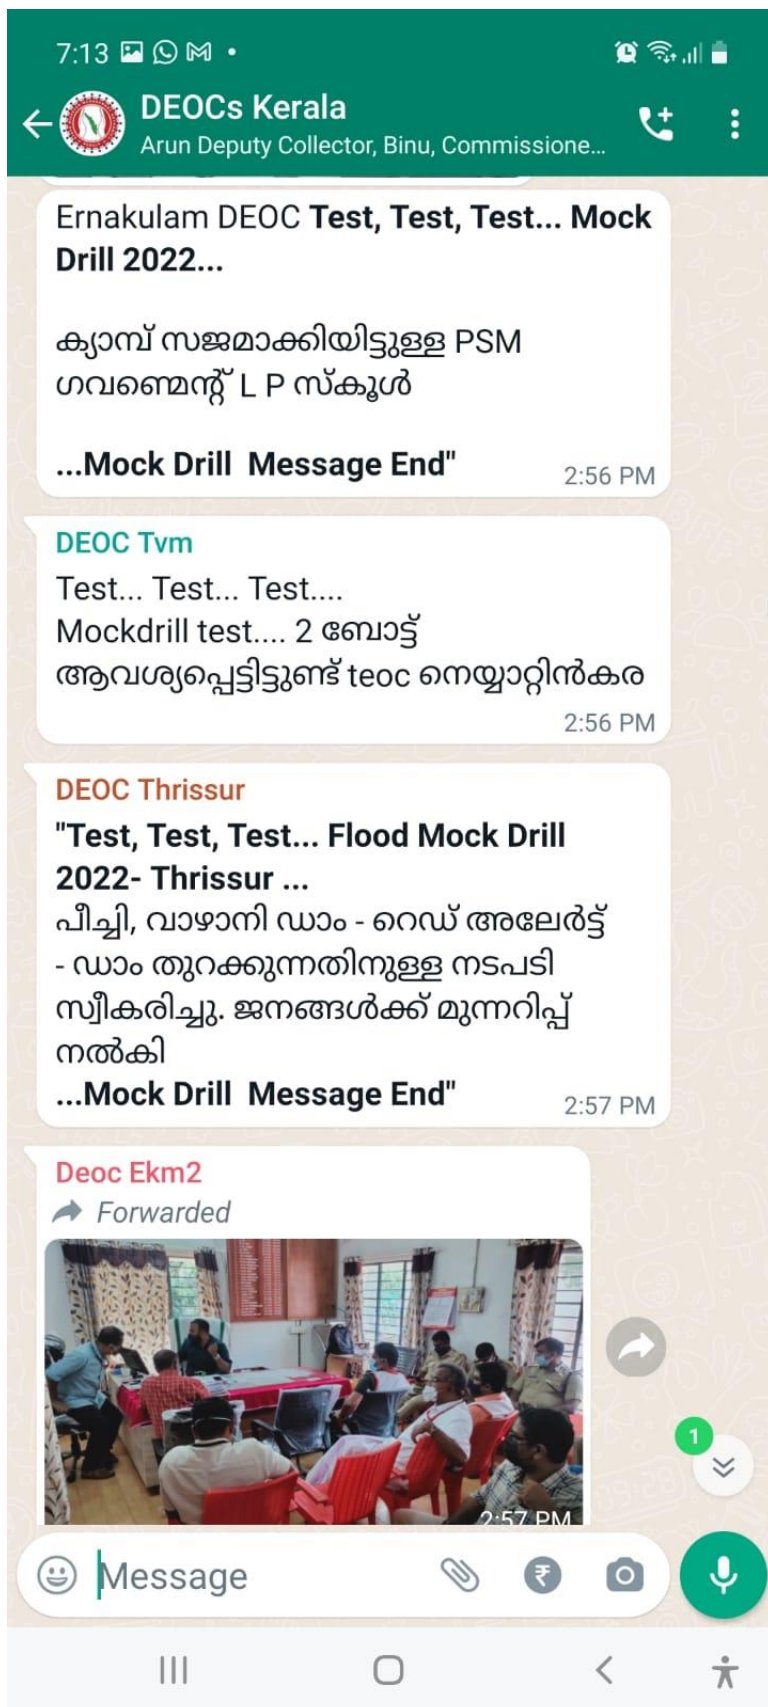 7:13
DEOCs Kerala
Arun Deputy Collector, Binu, Commissione...
Ernakulam DEOC Test, Test, Test... Mock
Drill 2022...
ക്യാമ്പ് സജമാക്കിയിട്ടുള്ള PSM
ഗവണ്മെന്റ് L P സ്കൂൾ
...Mock Drill  Message End"
2:56 PM
DEOC Tvm
Test... Test... Test....
Mockdrill test.... 2 ബോട്ട്
ആവശ്യപ്പെട്ടിട്ടുണ്ട് teoc നെയ്യാറ്റിൻകര
2:56 PM
DEOC Thrissur
"Test, Test, Test... Flood Mock Drill
2022- Thrissur ...
പീച്ചി, വാഴാനി ഡാം - റെഡ് അലേർട്ട്
- ഡാം തുറക്കുന്നതിനുള്ള നടപടി
സ്വീകരിച്ചു. ജനങ്ങൾക്ക് മുന്നറിപ്പ്
നൽകി
...Mock Drill  Message End"
2:57 PM
Deoc Ekm2
Forwarded
2:57 PM
1
Message